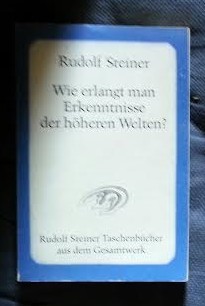 Rudolf Steiner
Wie erlangt man
Erkenntnisse
der höheren Welten?
Rudolf Steiner Taschenbücher
aus dem Gesamtwerk